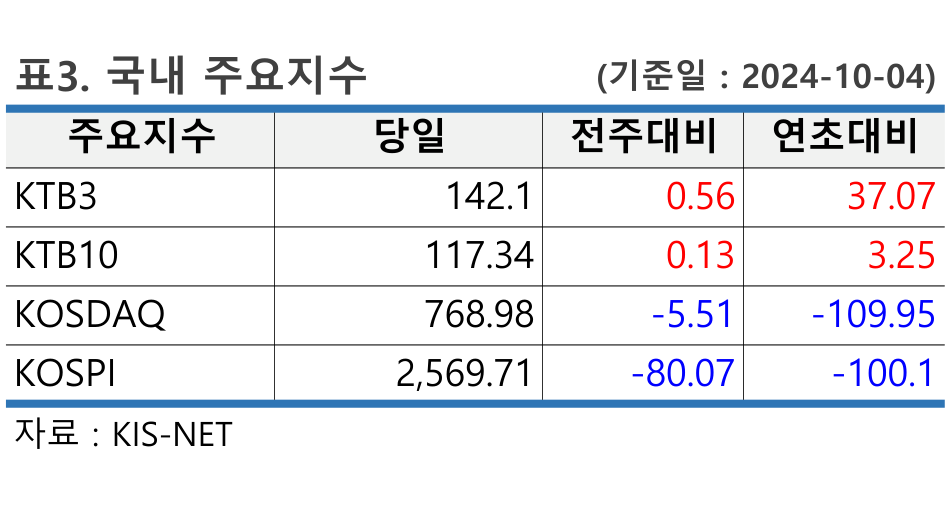 표3. 국내 주요지수 (기준일 : 2024-10-04)
주요지수 당일 전주대비 연초대비
KTB3 142.1 0.56 37.07
KTB10 117.34 0.13 3.25
KOSDAQ 768.98 -5.51 -109.95
KOSPI 2,569.71 -80.07 -100.1
자료 : KIS-NET